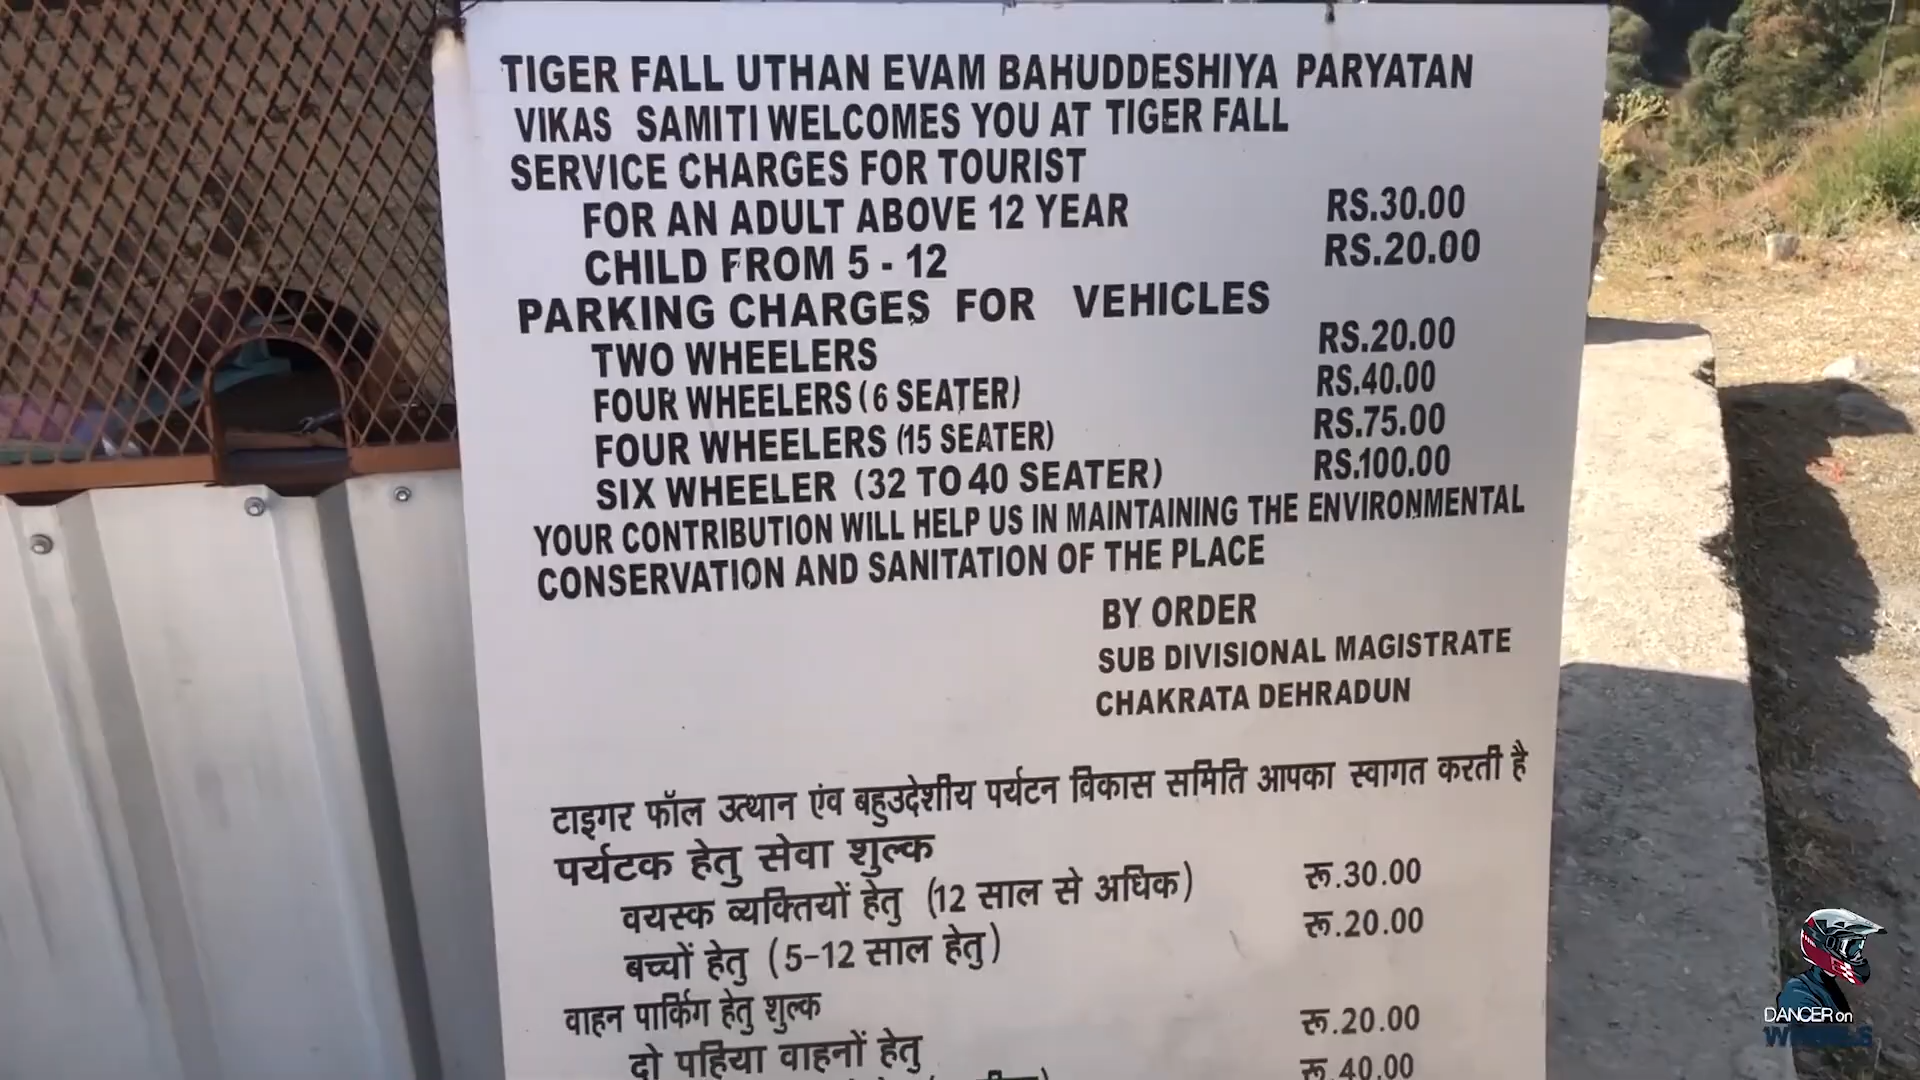 TIGER FALL UTHAN EVAM BAHUDDESHIYA PARYATAN
VIKAS SAMITI WELCOMES YOU AT TIGER FALL
SERVICE CHARGES FOR TOURIST
FOR AN ADULT ABOVE 12 YEAR RS.30.00
CHILD FROM 5 - 12 RS.20.00
PARKING CHARGES FOR VEHICLES
TWO WHEELERS RS.20.00
FOUR WHEELERS (6 SEATER) RS.40.00
FOUR WHEELERS (15 SEATER) RS.75.00
SIX WHEELER (32 TO 40 SEATER) RS.100.00
YOUR CONTRIBUTION WILL HELP US IN MAINTAINING THE ENVIRONMENTAL
CONSERVATION AND SANITATION OF THE PLACE
BY ORDER
SUB DIVISIONAL MAGISTRATE
CHAKRATA DEHRADUN
टाइगर फॉल उत्थान एंव बहुउदेशीय पर्यटन विकास समिति आपका स्वागत करती है
पर्यटक हेतु सेवा शुल्क
वयस्क व्यक्तियों हेतु (12 साल से अधिक) रू.30.00
बच्चों हेतु (5-12 साल हेतु) रू.20.00
वाहन पार्किंग हेतु शुल्क
दो पहिया वाहनों हेतु रू.20.00
रू.40.00
DANCER on
WHEELS